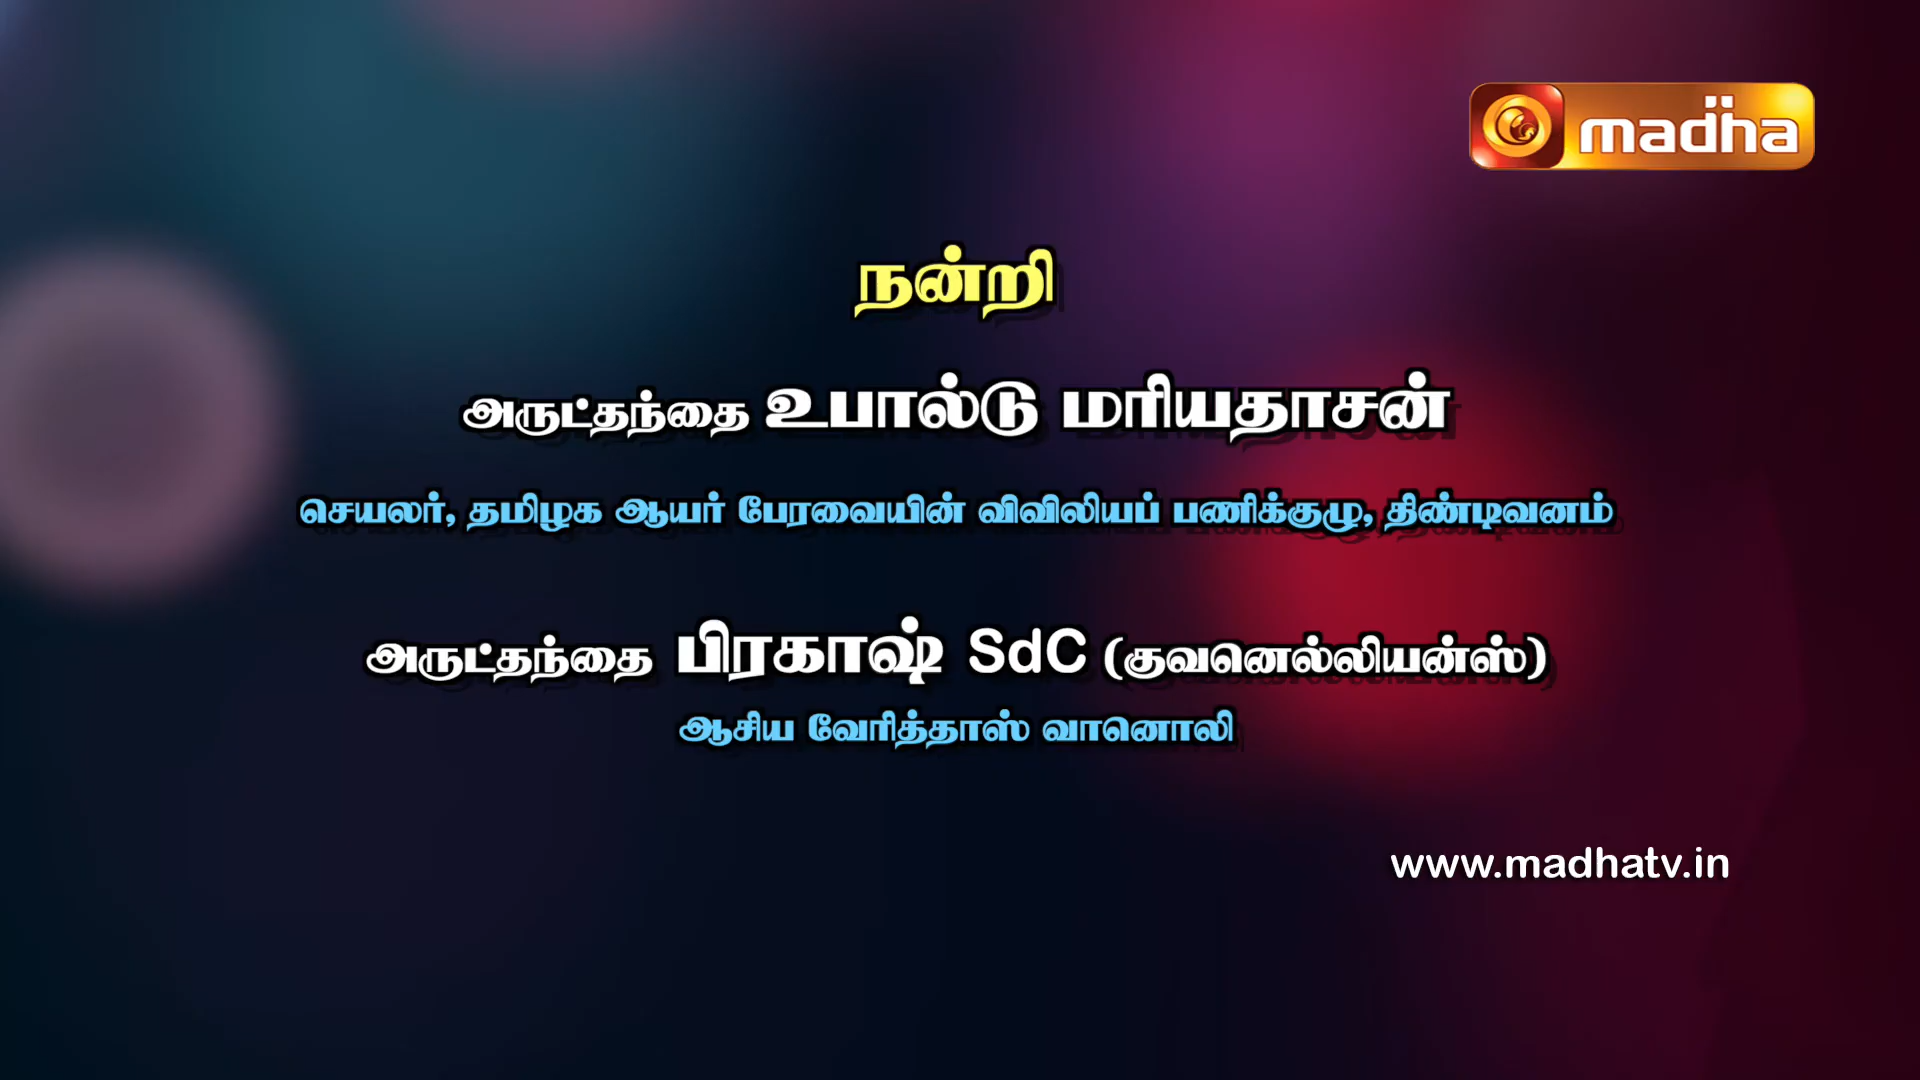 madha
நன்றி
அருட்தந்தை உபால்டு மரியதாசன்
செயலர், தமிழக ஆயர் பேரவையின் விவிலியப் பணிக்குழு, திண்டிவனம்
அருட்தந்தை பிரகாஷ் SdC (குவனெல்லியன்ஸ்)
ஆசிய வேரித்தாஸ் வானொலி
www.madhatv.in